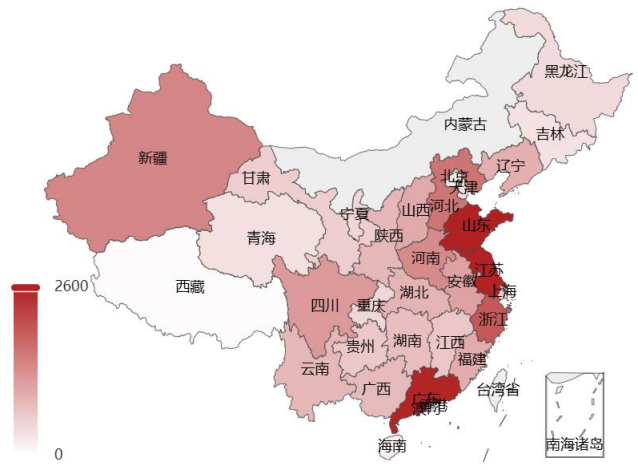 黑龙江
内蒙古
吉林
新疆
辽宁
北京
天津
甘肃
河北
山西
宁夏
山东
青海
陕西
河南
江苏
安徽
西藏
上海
2600
湖北
四川
重庆
浙江
湖南
江西
贵州
福建
云南
广西
台湾省
广东
海南
南海诸岛
0